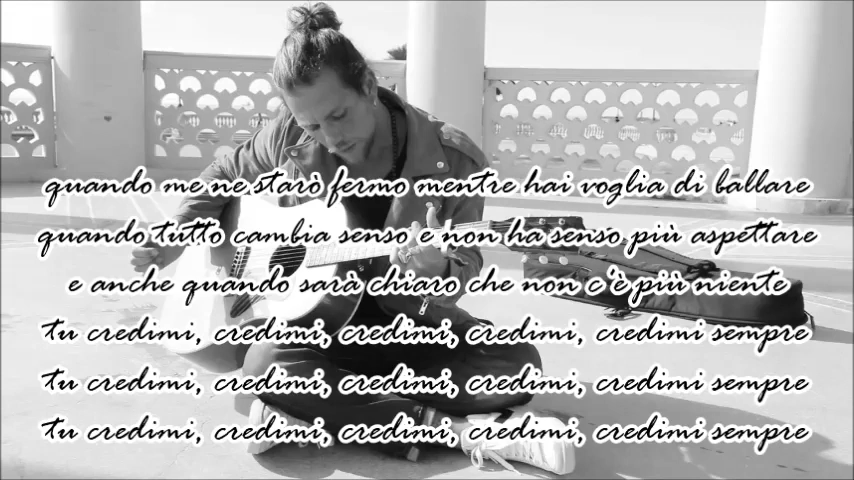 quando me ne starò fermo mentre hai voglia di ballare
quando tutto cambia senso e non ha senso più aspettare
e anche quando sarà chiaro che non c'è più niente
tu credimi, credimi, credimi, credimi, credimi sempre
tu credimi, credimi, credimi, credimi, credimi sempre
tu credimi, credimi, credimi, credimi, credimi sempre